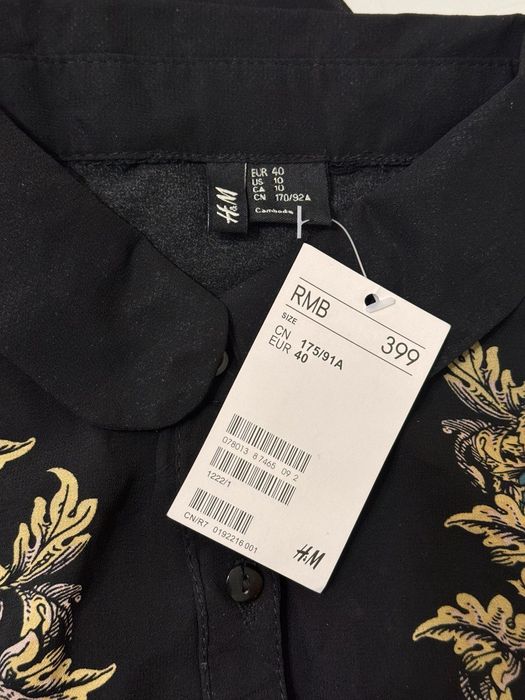 H&M
EUR 40
US 10
CA 10
CN 170/92A
Cambodia
RMB 399
SIZE
CN 175/91A
EUR 40
078013 87465 09 2
1222/1
CN/R7 0192216 001
H&M